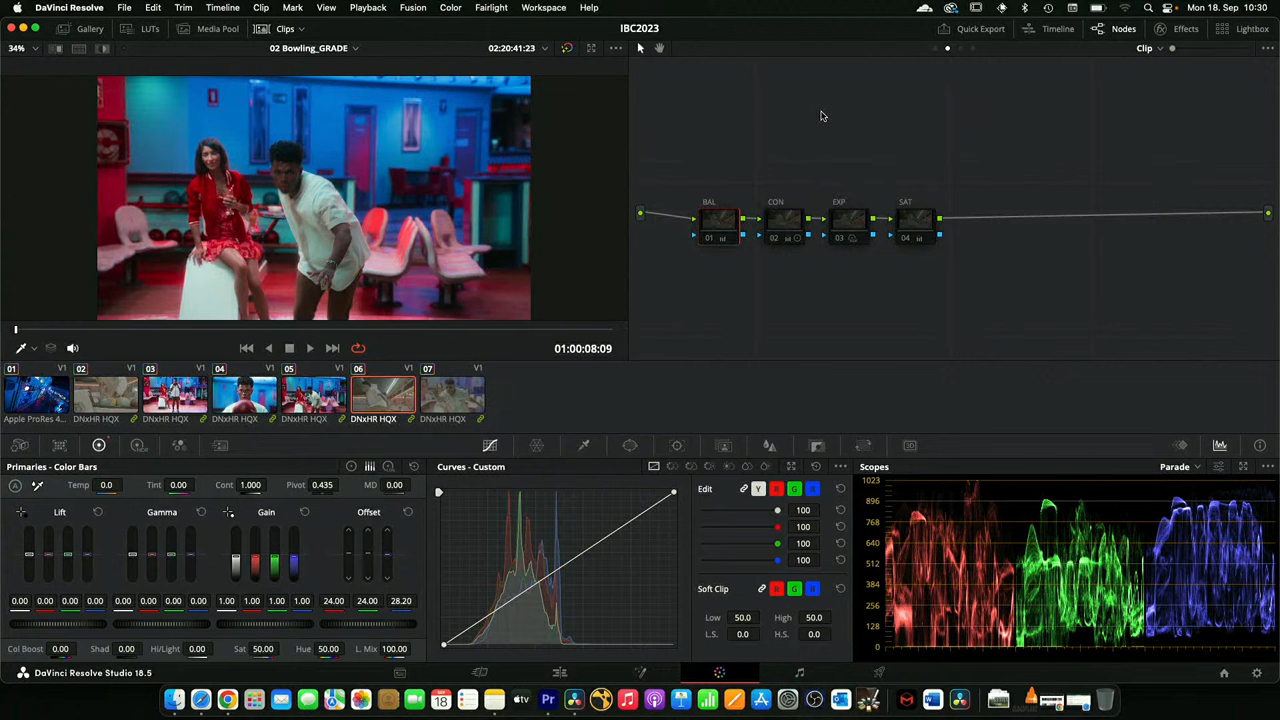 DaVinci Resolve File Edit Trim Timeline Clip Mark View Playback Fusion Color Fairlight Workspace Help Mon 18. Sep 10:30
Gallery LUTs Media Pool Clips IBC2023 Quick Export Timeline Nodes Effects Lightbox
34% 02 Bowling_GRADE 02:20:41:23 Clip
BAL CON EXP SAT
01 02 03 04
01:00:08:09
01 V1 02 V1 03 V1 04 V1 05 V1 06 V1 07 V1
Apple ProRes 4... DNxHR HQX DNxHR HQX DNxHR HQX DNxHR HQX DNxHR HQX DNxHR HQX
Primaries - Color Bars Curves - Custom Scopes Parade
A Temp 0.0 Tint 0.00 Cont 1.000 Pivot 0.435 MD 0.00
Edit Y R G B
Lift Gamma Gain Offset
100
100
100
100
Soft Clip R G B
0.00 0.00 0.00 0.00 0.00 0.00 0.00 0.00 1.00 1.00 1.00 1.00 24.00 24.00 28.20
Low 50.0 High 50.0
L.S. 0.0 H.S. 0.0
Col Boost 0.00 Shad 0.00 Hi/Light 0.00 Sat 50.00 Hue 50.00 L. Mix 100.00
1023
896
768
640
512
384
256
128
0
DaVinci Resolve Studio 18.5
SEP
18
tv
Pr